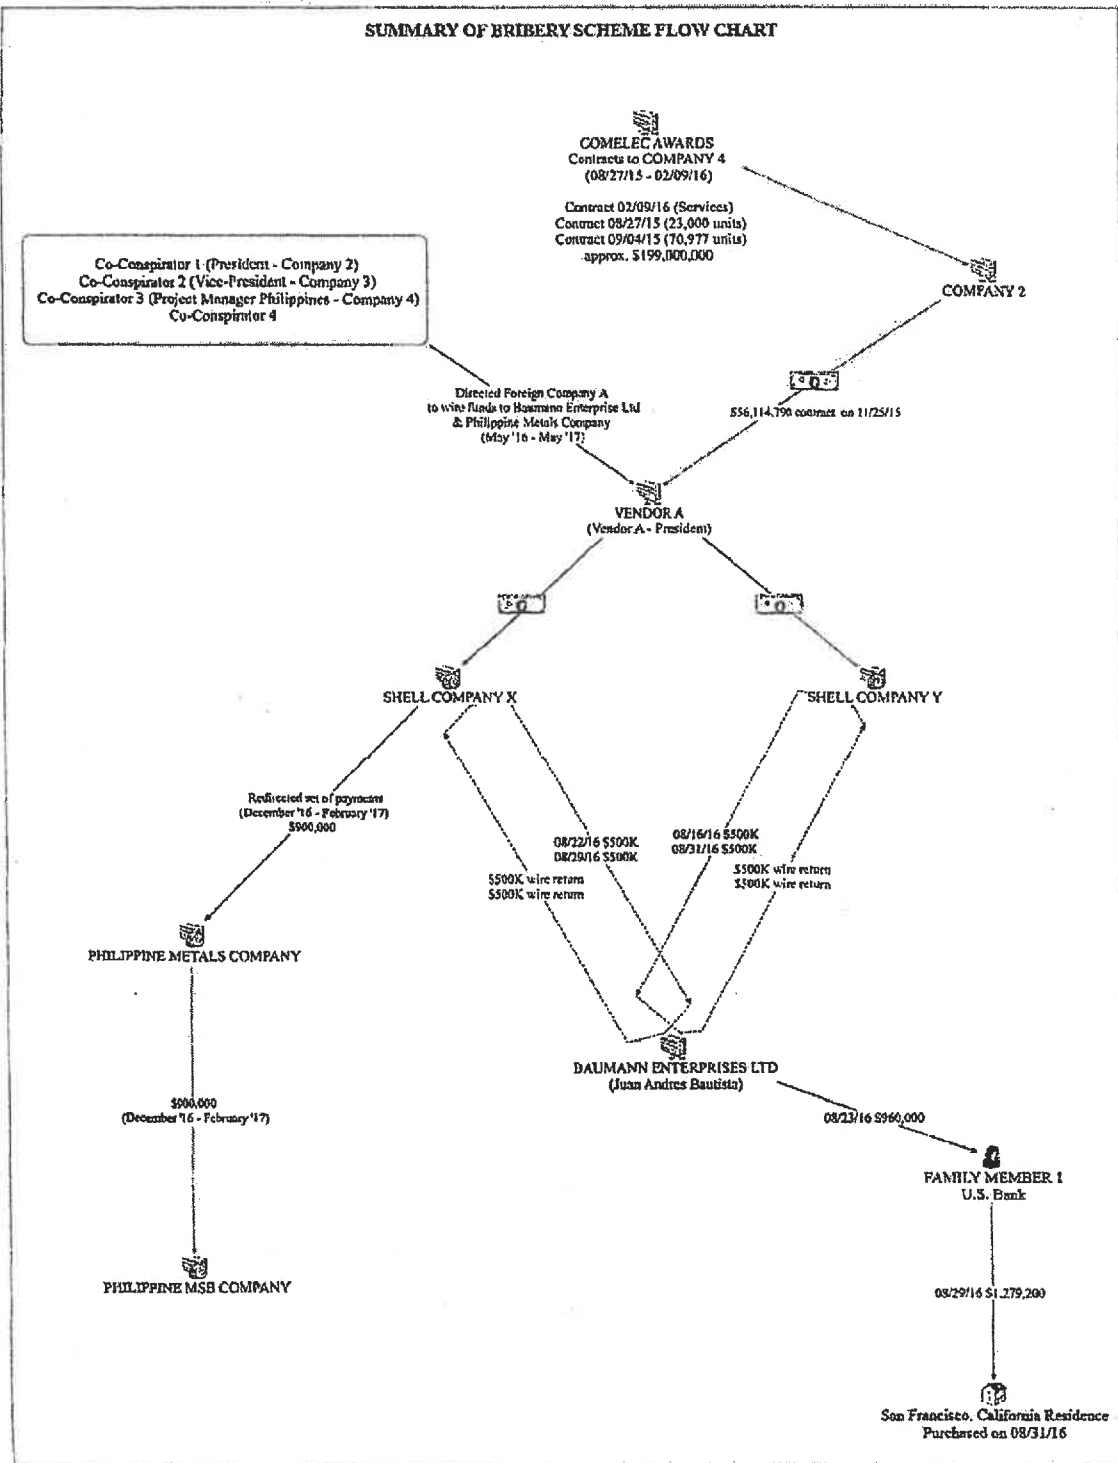 SUMMARY OF BRIBERY SCHEME FLOW CHART
COMELEC AWARDS
Contracts to COMPANY 4
(08/27/15 - 02/09/16)
Contract 02/09/16 (Services)
Contract 08/27/15 (23,000 units)
Contract 09/04/15 (70,977 units)
approx. $199,000,000
Co-Conspirator 1 (President - Company 2)
Co-Conspirator 2 (Vice-President - Company 3)
Co-Conspirator 3 (Project Manager Philippines - Company 4)
Co-Conspirator 4
COMPANY 2
Directed Foreign Company A
to wire funds to Baumann Enterprise Ltd
& Philippine Metals Company
(May '16 - May '17)
contract on 11/25/15
VENDOR A
(Vendor A - President)
SHELL COMPANY X
SHELL COMPANY Y
Redirected set of payments
(December '16 - February '17)
$900,000
08/22/16 $500K
08/29/16 $500K
08/16/16 $500K
08/31/16 $500K
$500K wire return
$500K wire return
$500K wire return
$500K wire return
PHILIPPINE METALS COMPANY
BAUMANN ENTERPRISES LTD
(Juan Andres Bautista)
$900,000
(December '16 - February '17)
08/23/16 $960,000
FAMILY MEMBER 1
U.S. Bank
PHILIPPINE MSB COMPANY
08/29/16 $1,279,200
San Francisco, California Residence
Purchased on 08/31/16